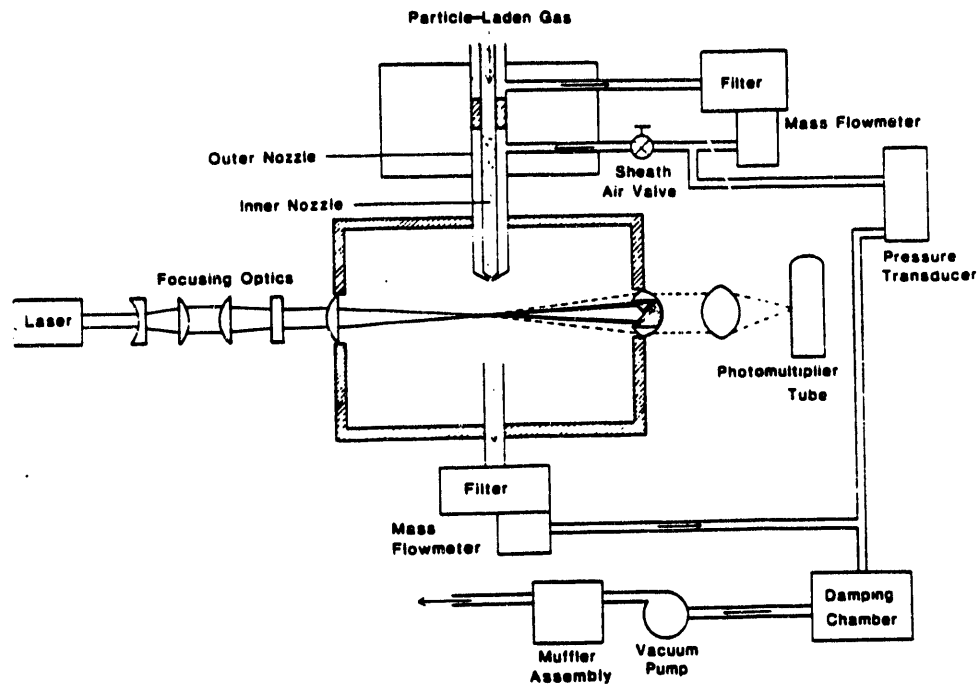 Particle-Laden Gas
Filter
Mass Flowmeter
Outer Nozzle
Sheath
Air Valve
Inner Nozzle
Pressure
Transducer
Focusing Optics
Laser
Photomultiplier
Tube
Filter
Mass
Flowmeter
Damping
Chamber
Muffler
Assembly
Vacuum
Pump